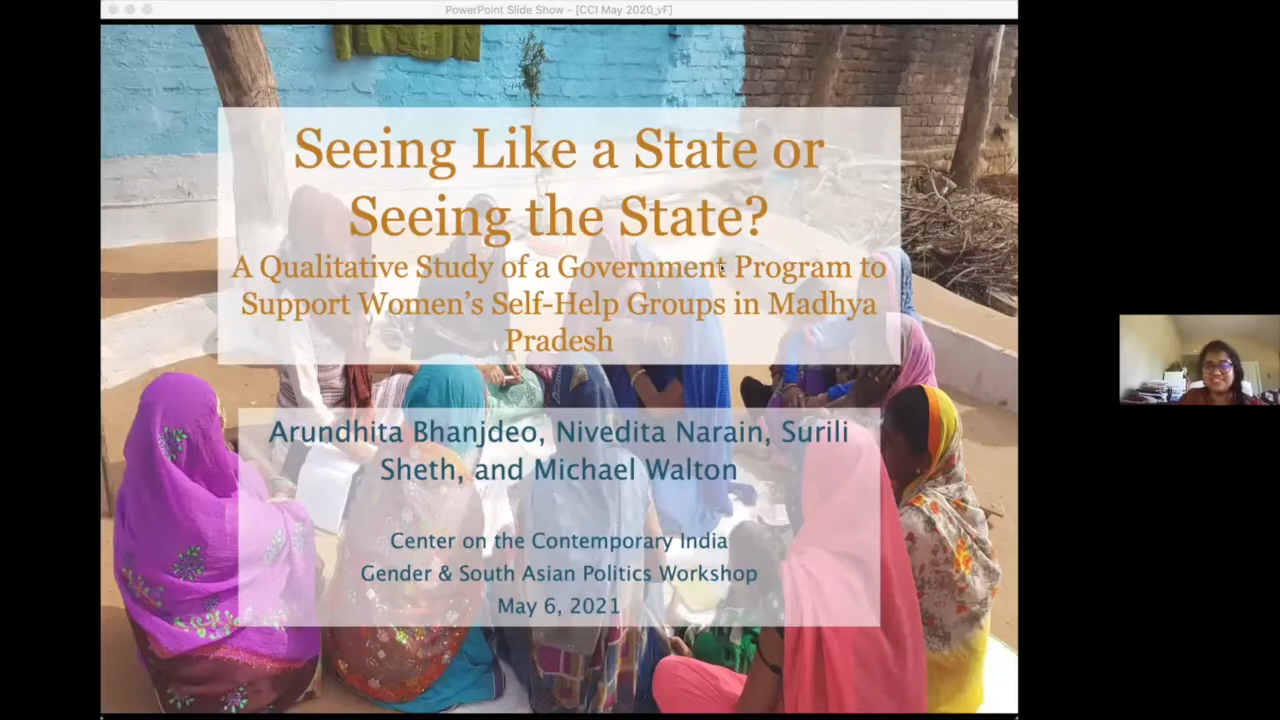 PowerPoint Slide Show - [CCI May 2020_vF]
Seeing Like a State or
Seeing the State?
A Qualitative Study of a Government Program to
Support Women's Self-Help Groups in Madhya
Pradesh
Arundhita Bhanjdeo, Nivedita Narain, Surili
Sheth, and Michael Walton
Center on the Contemporary India
Gender & South Asian Politics Workshop
May 6, 2021